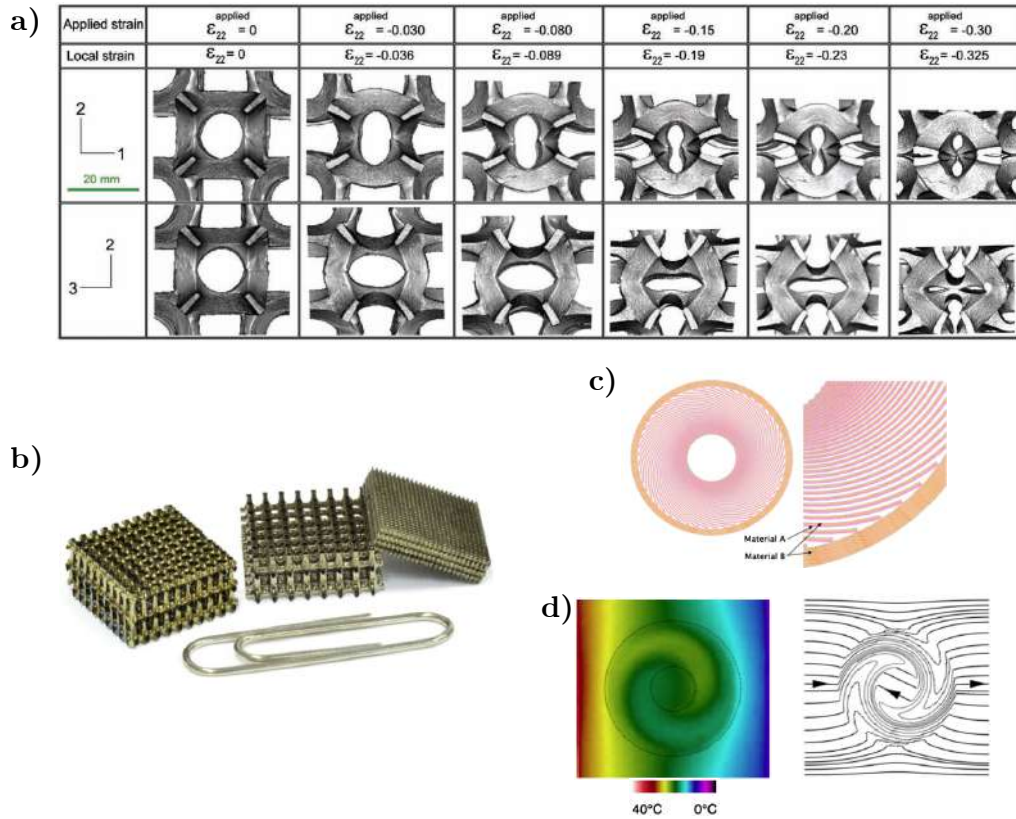 a)
Applied strain
applied ε22 = 0
applied ε22 = -0.030
applied ε22 = -0.080
applied ε22 = -0.15
applied ε22 = -0.20
applied ε22 = -0.30
Local strain
ε22= 0
ε22=-0.036
ε22=-0.089
ε22=-0.19
ε22=-0.23
ε22=-0.325
2
1
20 mm
2
3
b)
c)
Material A
Material B
d)
40°C
0°C